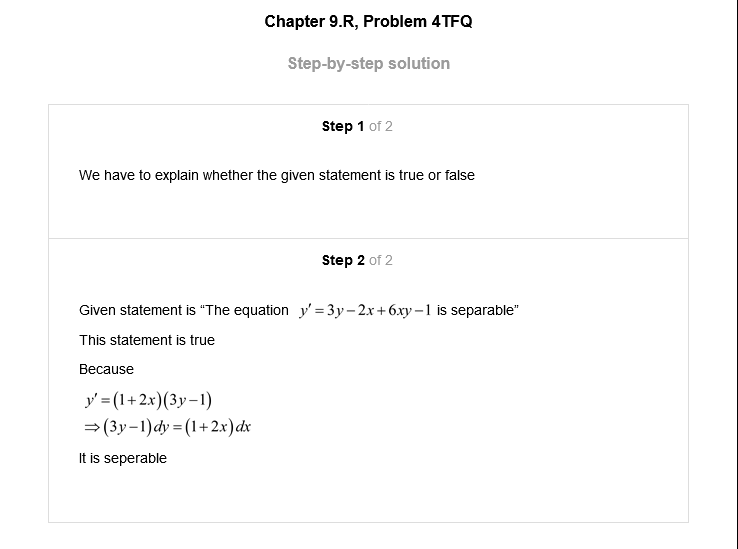 Chapter 9.R, Problem 4TFQ
Step-by-step solution
Step 1 of 2
We have to explain whether the given statement is true or false
Step 2 of 2
Given statement is “The equation y′ = 3y − 2x + 6xy − 1 is separable”
This statement is true
Because
y′ = (1 + 2x)(3y − 1)
⇒ (3y − 1) dy = (1 + 2x) dx
It is seperable